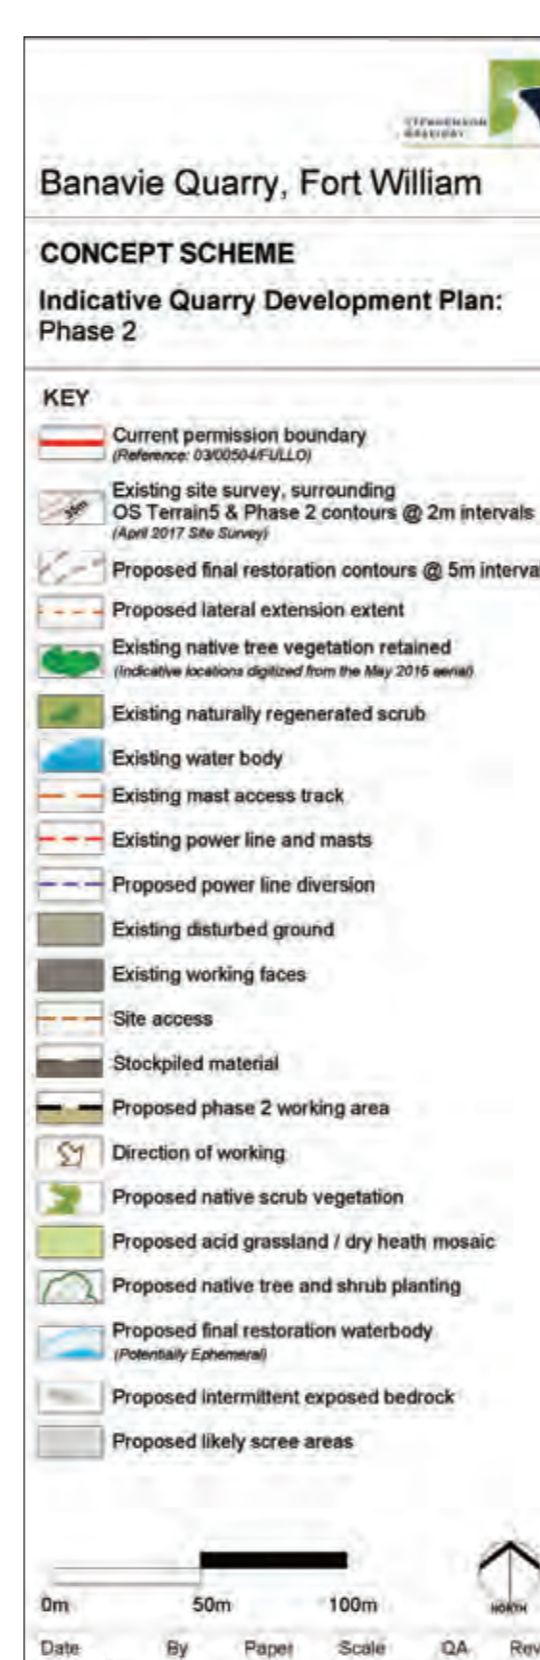 STEPHENSON
HALLIDAY
Banavie Quarry, Fort William
CONCEPT SCHEME
Indicative Quarry Development Plan:
Phase 2
KEY
Current permission boundary
(Reference: 03/00504/FULLO)
35m
Existing site survey, surrounding
OS Terrain5 & Phase 2 contours @ 2m intervals
(April 2017 Site Survey)
Proposed final restoration contours @ 5m interval
Proposed lateral extension extent
Existing native tree vegetation retained
(Indicative locations digitized from the May 2016 aerial)
Existing naturally regenerated scrub
Existing water body
Existing mast access track
Existing power line and masts
Proposed power line diversion
Existing disturbed ground
Existing working faces
Site access
Stockpiled material
Proposed phase 2 working area
Direction of working
Proposed native scrub vegetation
Proposed acid grassland / dry heath mosaic
Proposed native tree and shrub planting
Proposed final restoration waterbody
(Potentially Ephemeral)
Proposed intermittent exposed bedrock
Proposed likely scree areas
0m 50m 100m
NORTH
Date By Paper Scale QA Rev